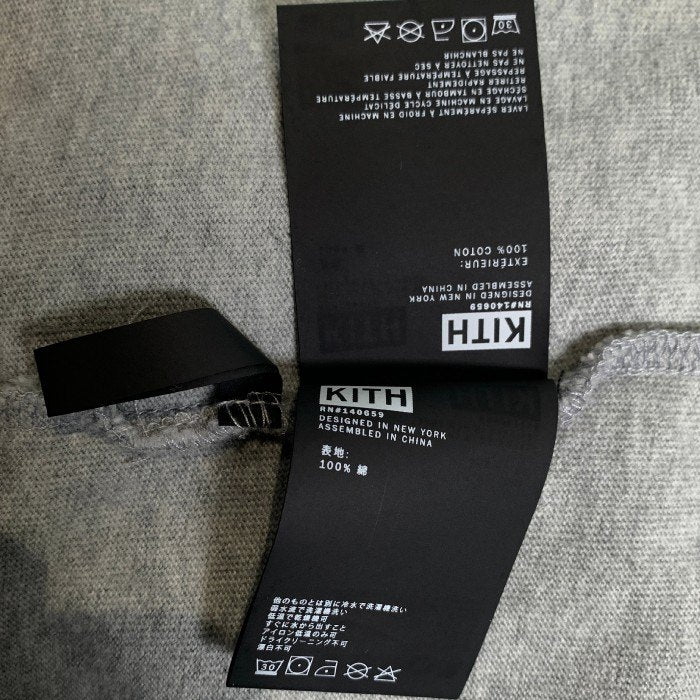 KITH
RN#140659
DESIGNED IN NEW YORK
ASSEMBLED IN CHINA
EXTÉRIEUR:
100% COTON
LAVER SÉPARÉMENT À FROID EN MACHINE
LAVAGE EN MACHINE CYCLE DÉLICAT
SÉCHAGE EN TAMBOUR À BASSE TEMPÉRATURE
RETIRER RAPIDEMENT
REPASSAGE À TEMPÉRATURE FAIBLE
NE PAS NETTOYER À SEC
NE PAS BLANCHIR
30
KITH
RN#140659
DESIGNED IN NEW YORK
ASSEMBLED IN CHINA
表地:
100% 綿
他のものとは別に冷水で洗濯機洗い
弱水流で洗濯機洗い
低温で乾燥機可
すぐに水から出すこと
アイロン低温のみ可
ドライクリーニング不可
漂白不可
30